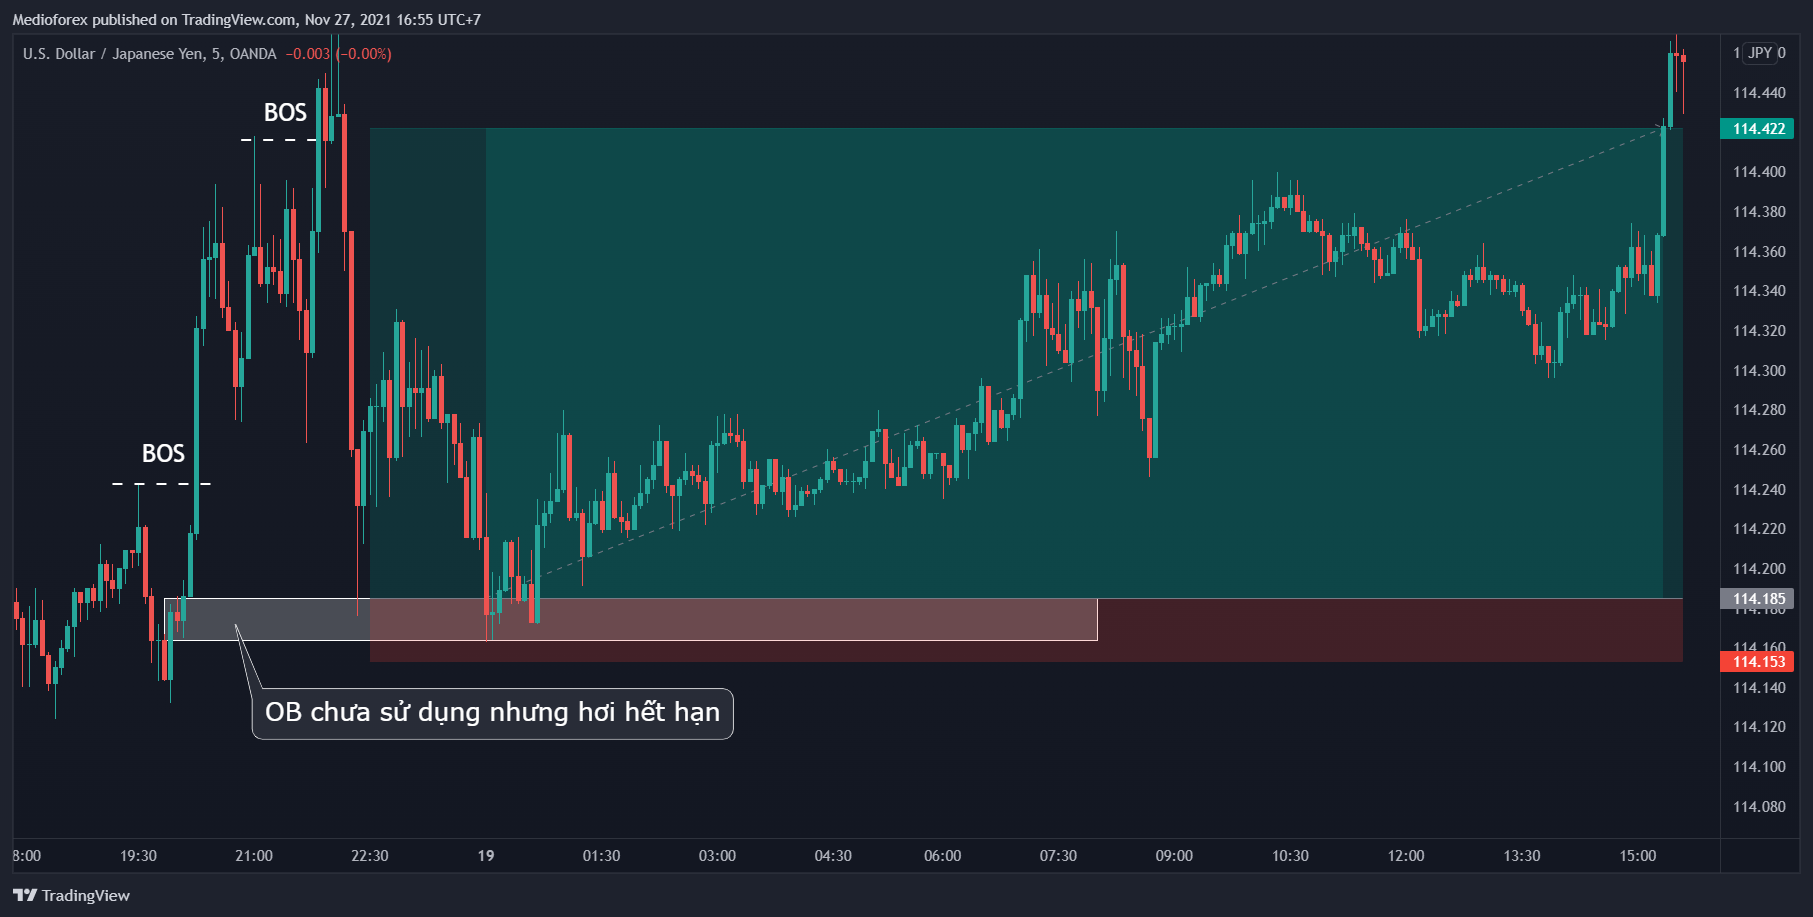 Medioforex published on TradingView.com, Nov 27, 2021 16:55 UTC+7
U.S. Dollar / Japanese Yen, 5, OANDA −0.003 (−0.00%)
JPY
114.440
114.422
114.400
114.380
114.360
114.340
114.320
114.300
114.280
114.260
114.240
114.220
114.200
114.185
114.180
114.160
114.153
114.140
114.120
114.100
114.080
BOS
BOS
OB chưa sử dụng nhưng hơi hết hạn
8:00 19:30 21:00 22:30 19 01:30 03:00 04:30 06:00 07:30 09:00 10:30 12:00 13:30 15:00
TradingView